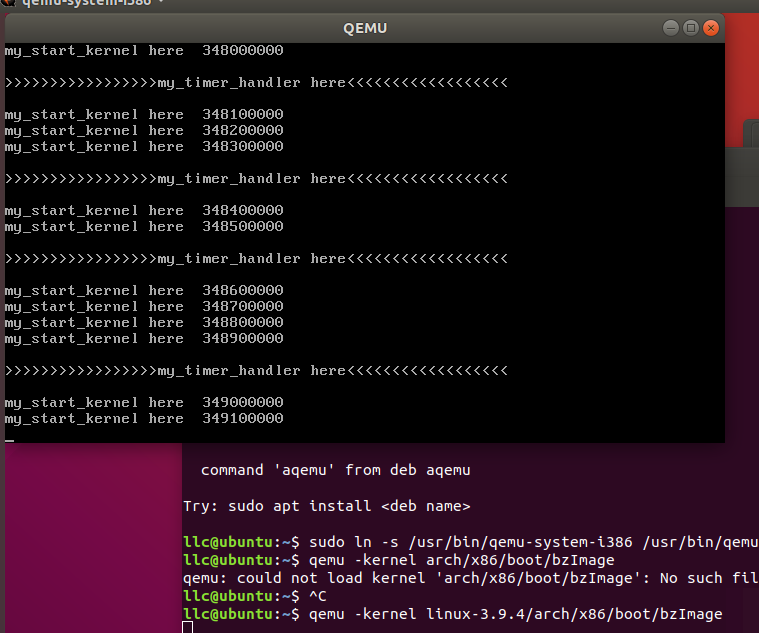 qemu-system-i386
QEMU
my_start_kernel here  348000000
>>>>>>>>>>>>>>>>>my_timer_handler here<<<<<<<<<<<<<<<<<<
my_start_kernel here  348100000
my_start_kernel here  348200000
my_start_kernel here  348300000
>>>>>>>>>>>>>>>>>my_timer_handler here<<<<<<<<<<<<<<<<<<
my_start_kernel here  348400000
my_start_kernel here  348500000
>>>>>>>>>>>>>>>>>my_timer_handler here<<<<<<<<<<<<<<<<<<
my_start_kernel here  348600000
my_start_kernel here  348700000
my_start_kernel here  348800000
my_start_kernel here  348900000
>>>>>>>>>>>>>>>>>my_timer_handler here<<<<<<<<<<<<<<<<<<
my_start_kernel here  349000000
my_start_kernel here  349100000
_
command 'aqemu' from deb aqemu
Try: sudo apt install <deb name>
llc@ubuntu:~$ sudo ln -s /usr/bin/qemu-system-i386 /usr/bin/qemu
llc@ubuntu:~$ qemu -kernel arch/x86/boot/bzImage
qemu: could not load kernel 'arch/x86/boot/bzImage': No such fil
llc@ubuntu:~$ ^C
llc@ubuntu:~$ qemu -kernel linux-3.9.4/arch/x86/boot/bzImage